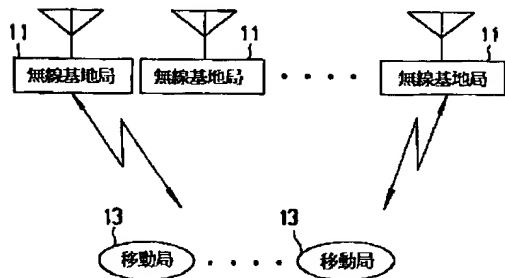 11 11 11
無線基地局 無線基地局 ・・・・ 無線基地局
13 13
移動局 ・・・・ 移動局